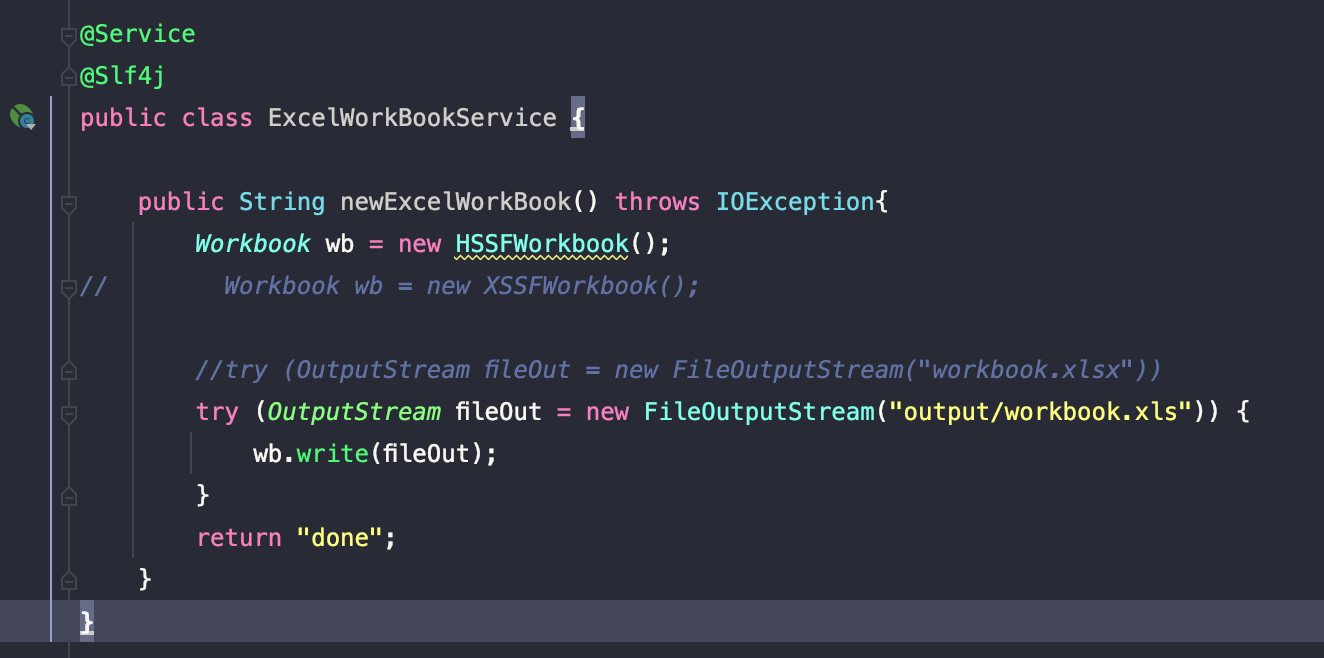 @Service
@Slf4j
public class ExcelWorkBookService {
public String newExcelWorkBook() throws IOException{
Workbook wb = new HSSFWorkbook();
// Workbook wb = new XSSFWorkbook();
//try (OutputStream fileOut = new FileOutputStream("workbook.xlsx"))
try (OutputStream fileOut = new FileOutputStream("output/workbook.xls")) {
wb.write(fileOut);
}
return "done";
}
}